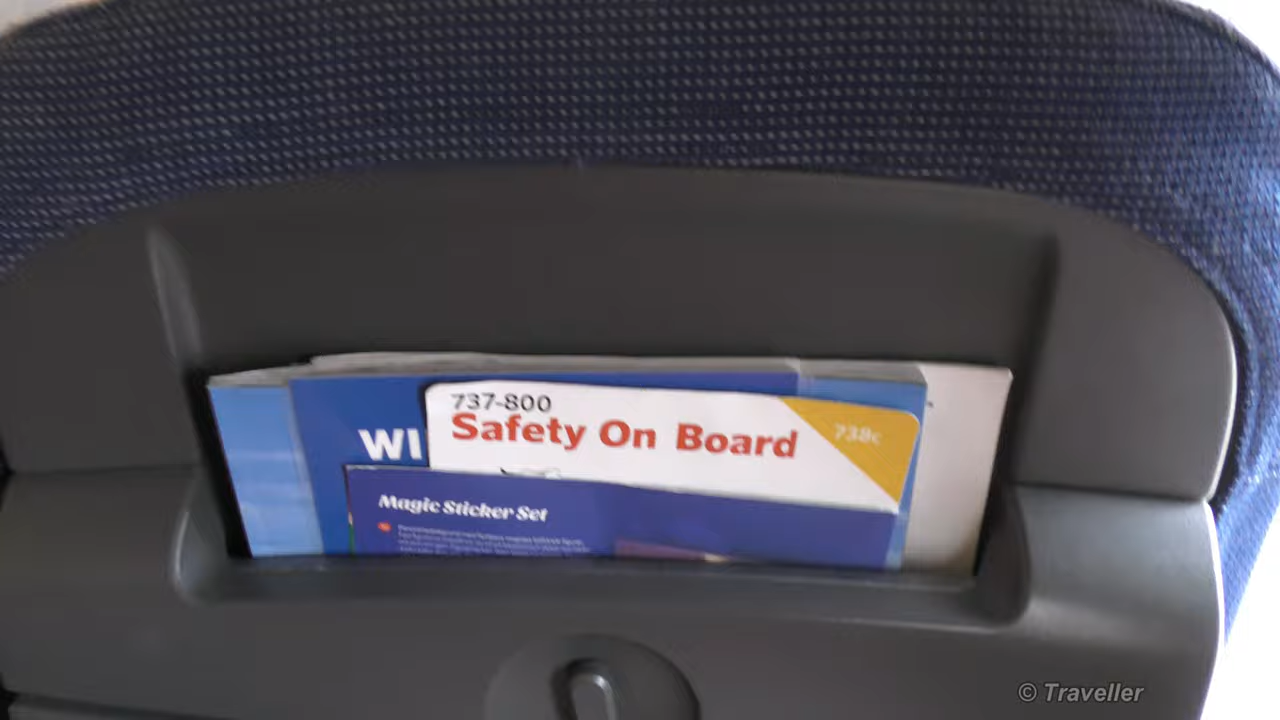 737-800
Safety On Board
738c
WI
Magic Sticker Set
© Traveller